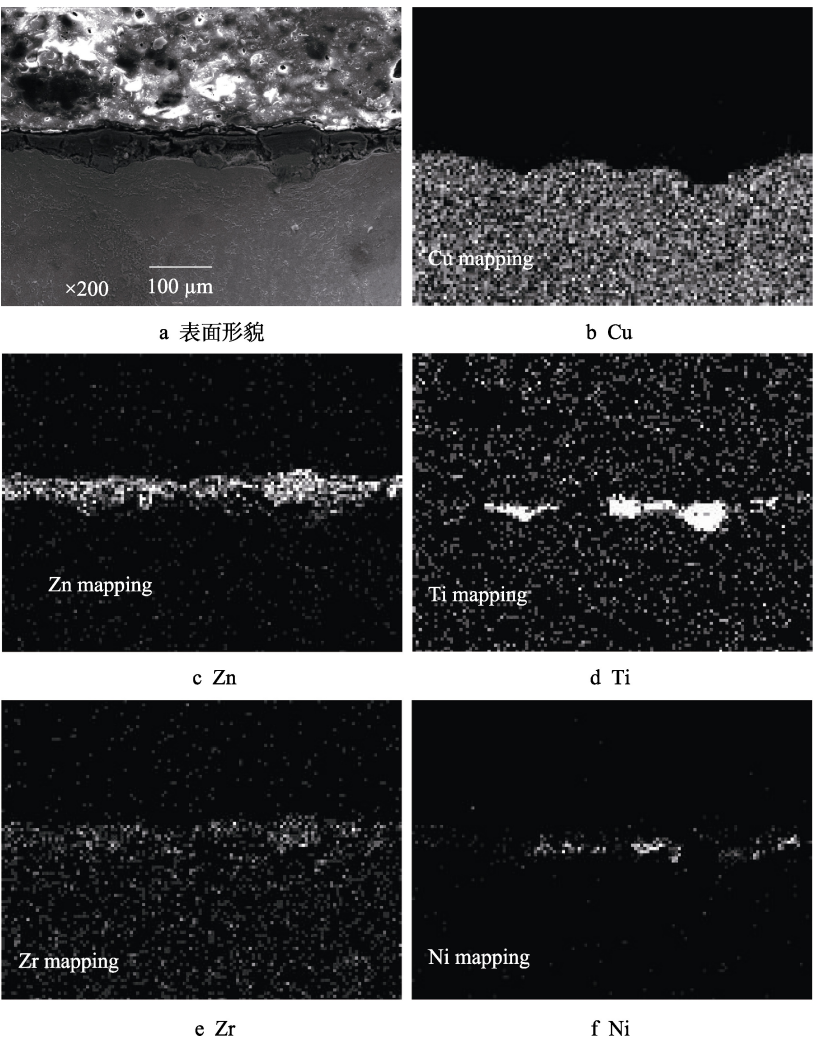 ×200
100 µm
Cu mapping
a 表面形貌
b Cu
Zn mapping
Ti mapping
c Zn
d Ti
Zr mapping
Ni mapping
e Zr
f Ni